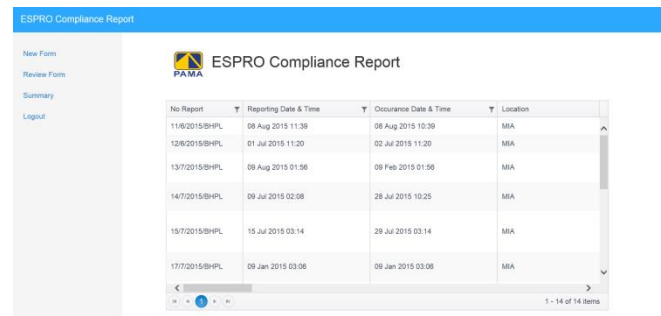 ESPRO Compliance Report
New Form
Review Form
Summary
Logout
PAMA
ESPRO Compliance Report
No Report Reporting Date & Time Occurance Date & Time Location
11/6/2015/BHPL 08 Aug 2015 11:39 08 Aug 2015 10:39 MIA
12/6/2015/BHPL 01 Jul 2015 11:20 02 Jul 2015 11:20 MIA
13/7/2015/BHPL 09 Aug 2015 01:56 09 Feb 2015 01:56 MIA
14/7/2015/BHPL 09 Jul 2015 02:08 28 Jul 2015 10:25 MIA
15/7/2015/BHPL 15 Jul 2015 03:14 29 Jul 2015 03:14 MIA
17/7/2015/BHPL 09 Jan 2015 03:06 09 Jan 2015 03:06 MIA
1
1 - 14 of 14 items